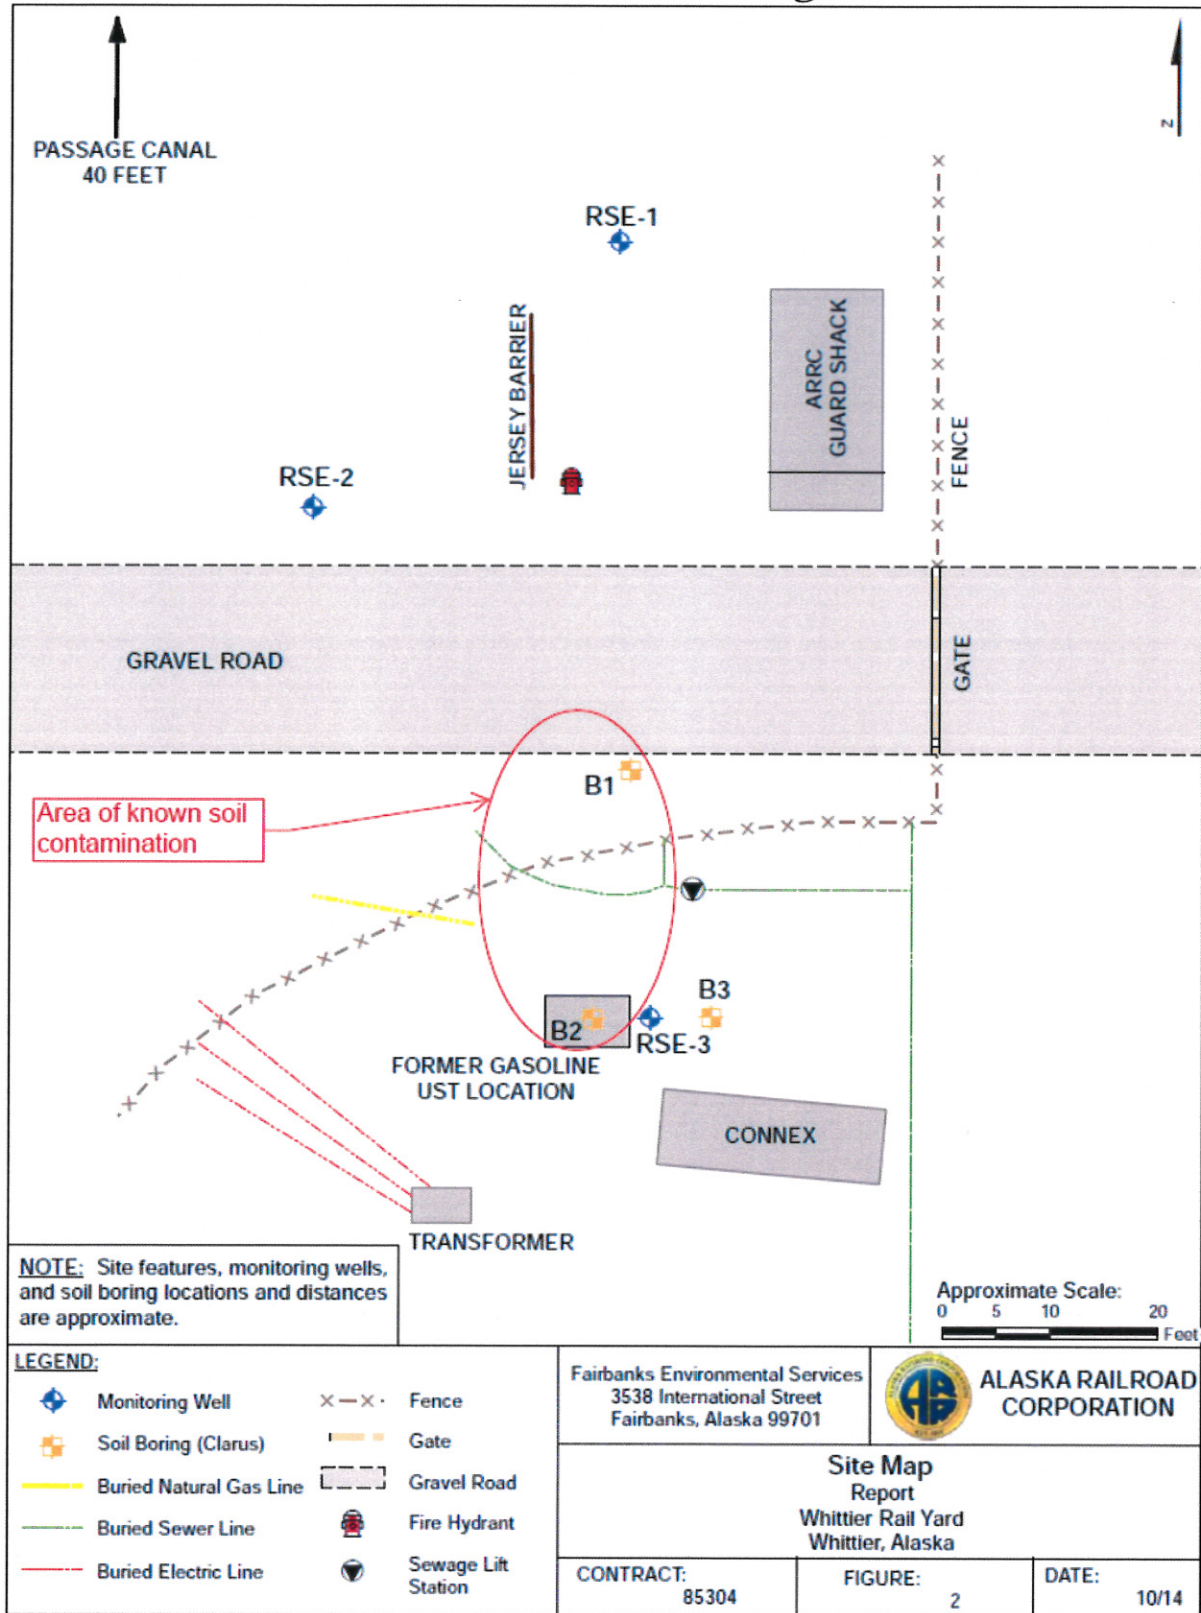 PASSAGE CANAL
40 FEET
z
RSE-1
JERSEY BARRIER
ARRC
GUARD SHACK
FENCE
RSE-2
GRAVEL ROAD
GATE
B1
Area of known soil
contamination
B3
B2
RSE-3
FORMER GASOLINE
UST LOCATION
CONNEX
TRANSFORMER
NOTE: Site features, monitoring wells,
and soil boring locations and distances
are approximate.
Approximate Scale:
0 5 10 20
Feet
LEGEND:
Monitoring Well
Soil Boring (Clarus)
Buried Natural Gas Line
Buried Sewer Line
Buried Electric Line
Fence
Gate
Gravel Road
Fire Hydrant
Sewage Lift
Station
Fairbanks Environmental Services
3538 International Street
Fairbanks, Alaska 99701
ALASKA RAILROAD
CORPORATION
Site Map
Report
Whittier Rail Yard
Whittier, Alaska
CONTRACT:
85304
FIGURE:
2
DATE:
10/14